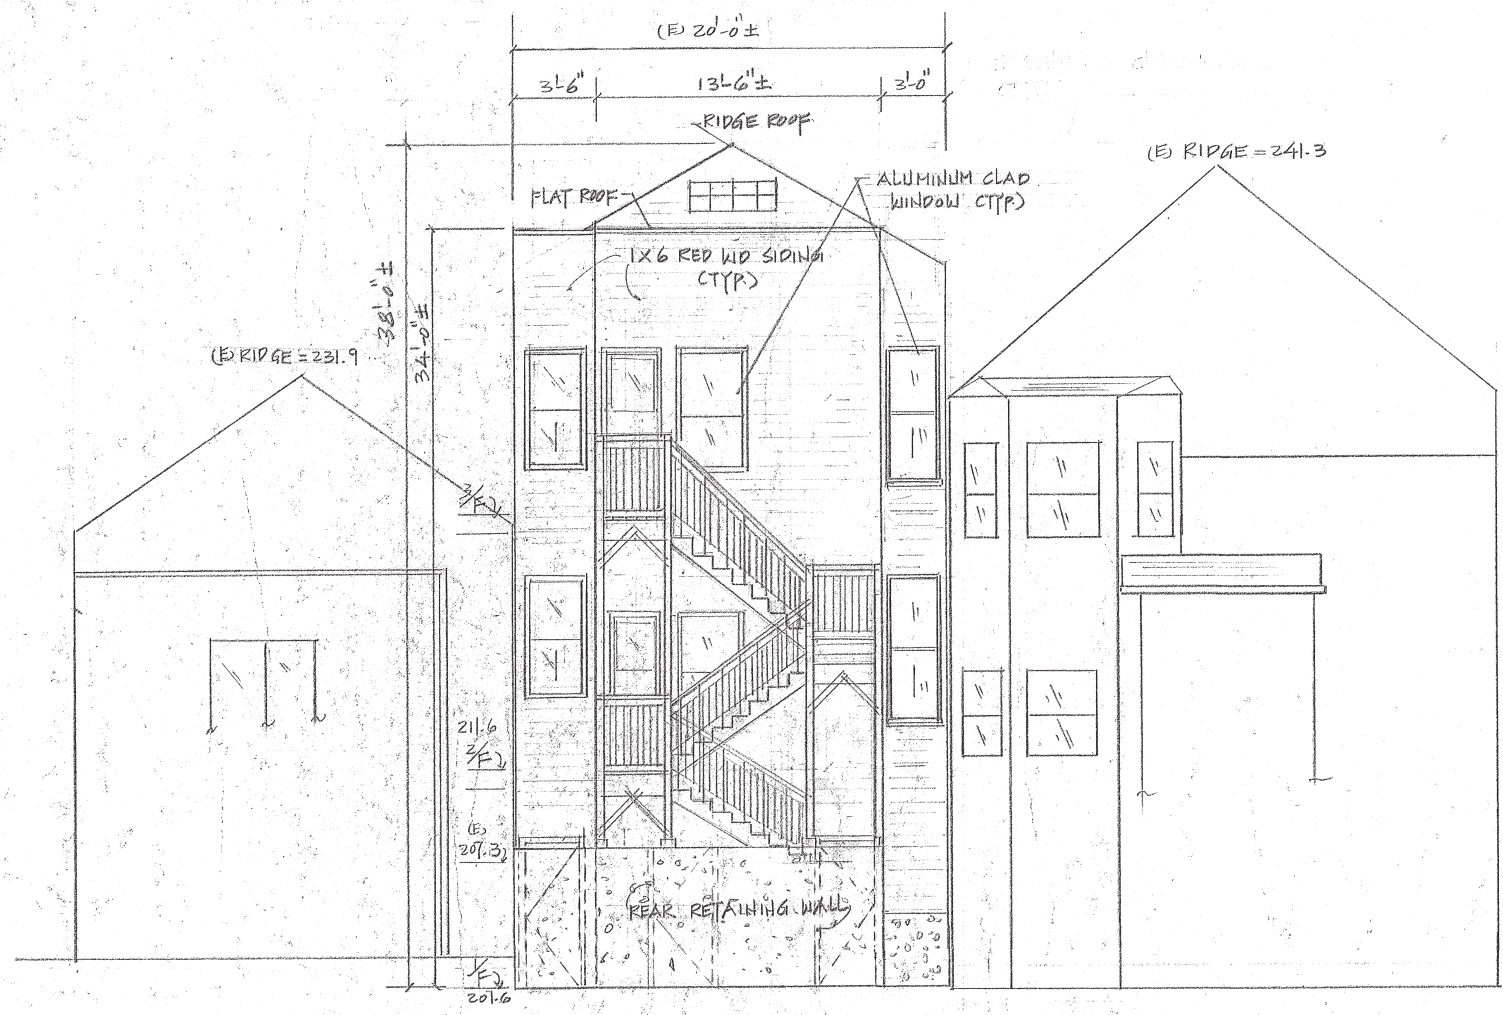 (E) 20'-0"±
3'-6"
13'-6"±
3'-0"
RIDGE ROOF
(E) RIDGE = 241.3
FLAT ROOF
ALUMINUM CLAD
WINDOW (TYP.)
1X6 RED WD SIDING
(TYP.)
38'-0"±
34'-0"±
(E) RIDGE = 231.9
3/F
211.6
2/F
(E)
207.3
REAR RETAINING WALL
1/F
201.6